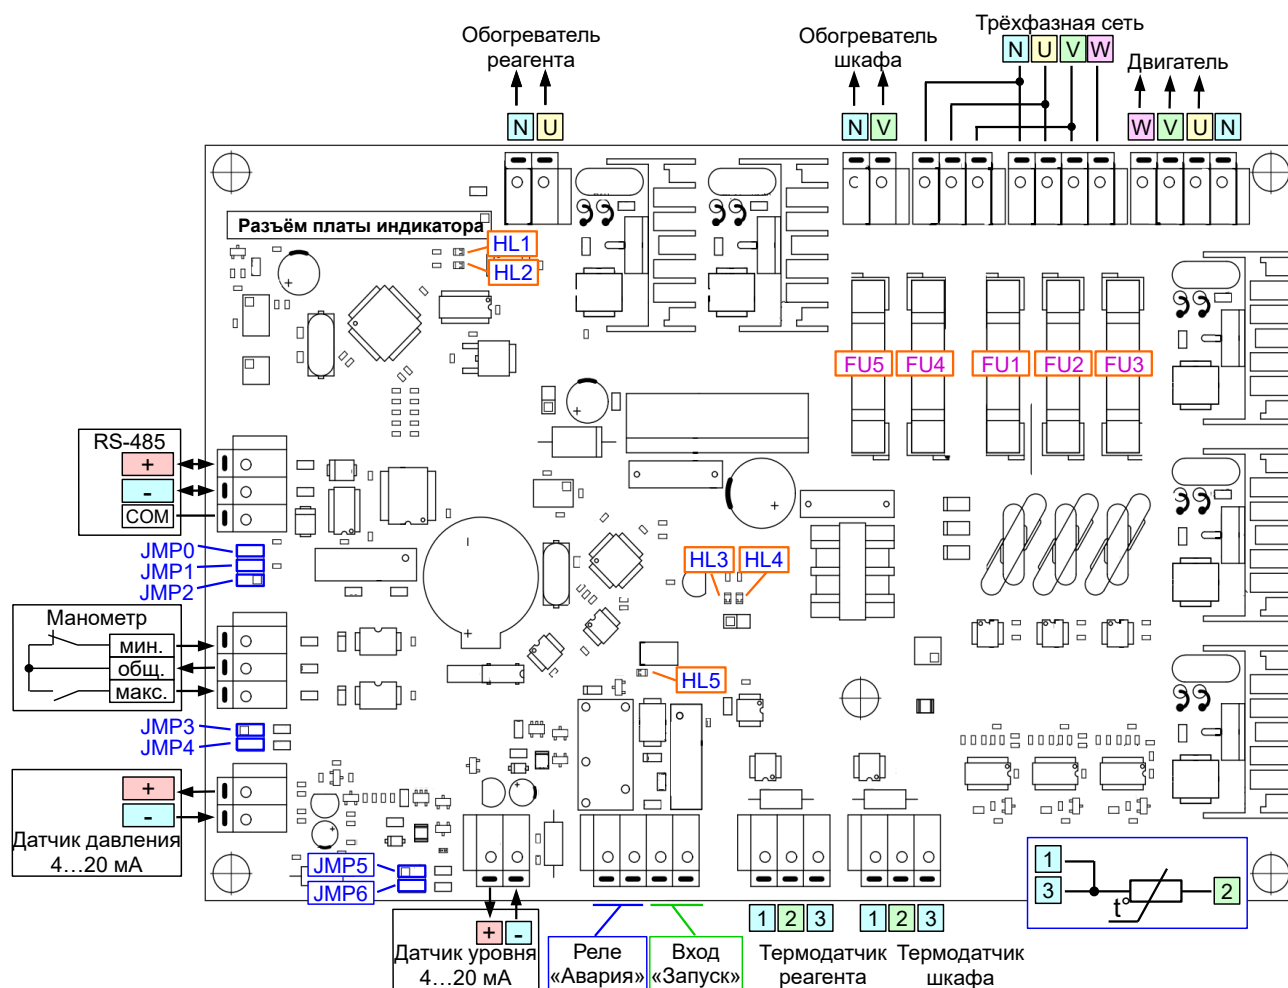 Обогреватель
реагента
Обогреватель
шкафа
Трёхфазная сеть
N U V W
Двигатель
N U
N V
W V U N
Разъём платы индикатора
HL1
HL2
FU5 FU4 FU1 FU2 FU3
RS-485
+
-
COM
JMP0
JMP1
JMP2
HL3 HL4
Манометр
мин.
общ.
макс.
HL5
JMP3
JMP4
+
-
Датчик давления
4...20 мА
JMP5
JMP6
1
3
t°
2
+ -
Датчик уровня
4...20 мА
Реле
«Авария»
Вход
«Запуск»
1 2 3
Термодатчик
реагента
1 2 3
Термодатчик
шкафа